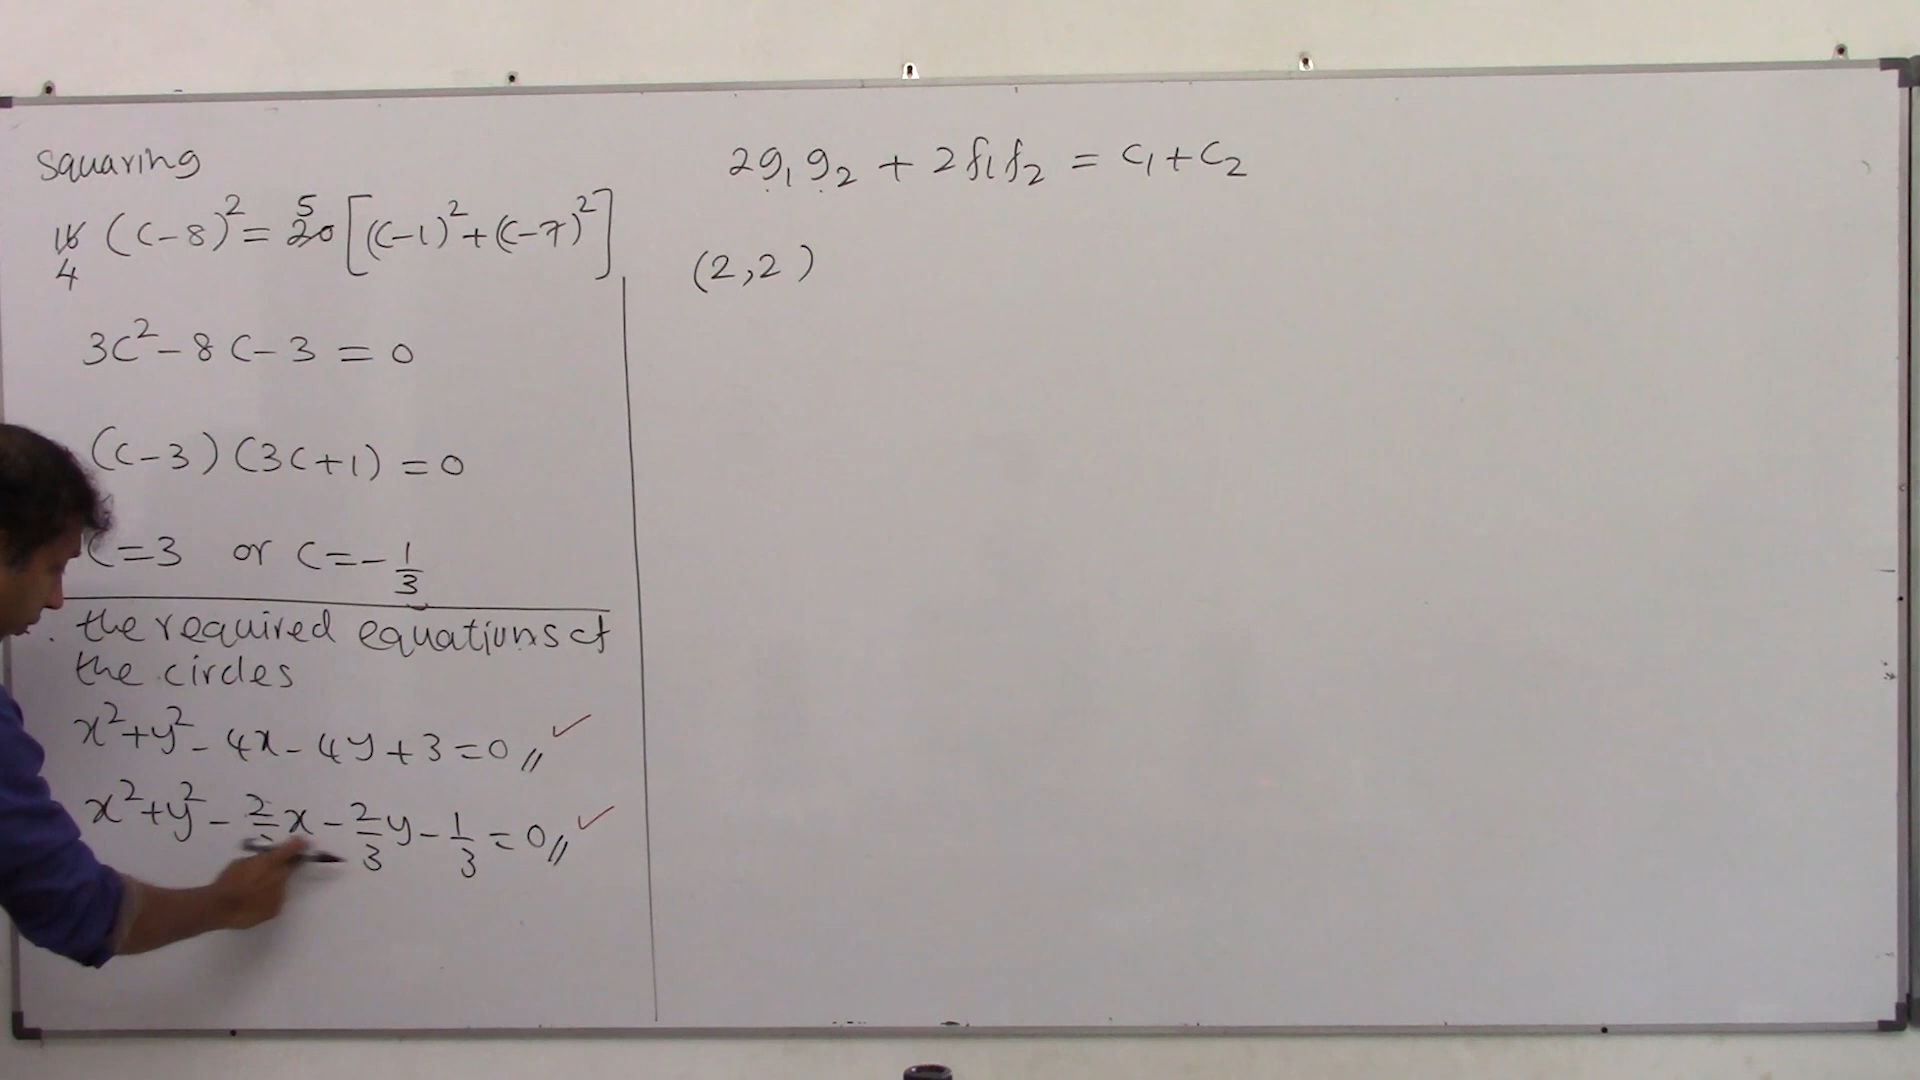 Squaring
16 (c-8)² = 20 [(c-1)²+(c-7)²]
4 5
3c²-8c-3 = 0
(c-3)(3c+1) = 0
c=3 or c=-1/3
the required equations of
the circles
x²+y²-4x-4y+3=0//
x²+y²-2/3x-2/3y-1/3=0//
2g₁g₂ + 2f₁f₂ = c₁+c₂
(2,2)